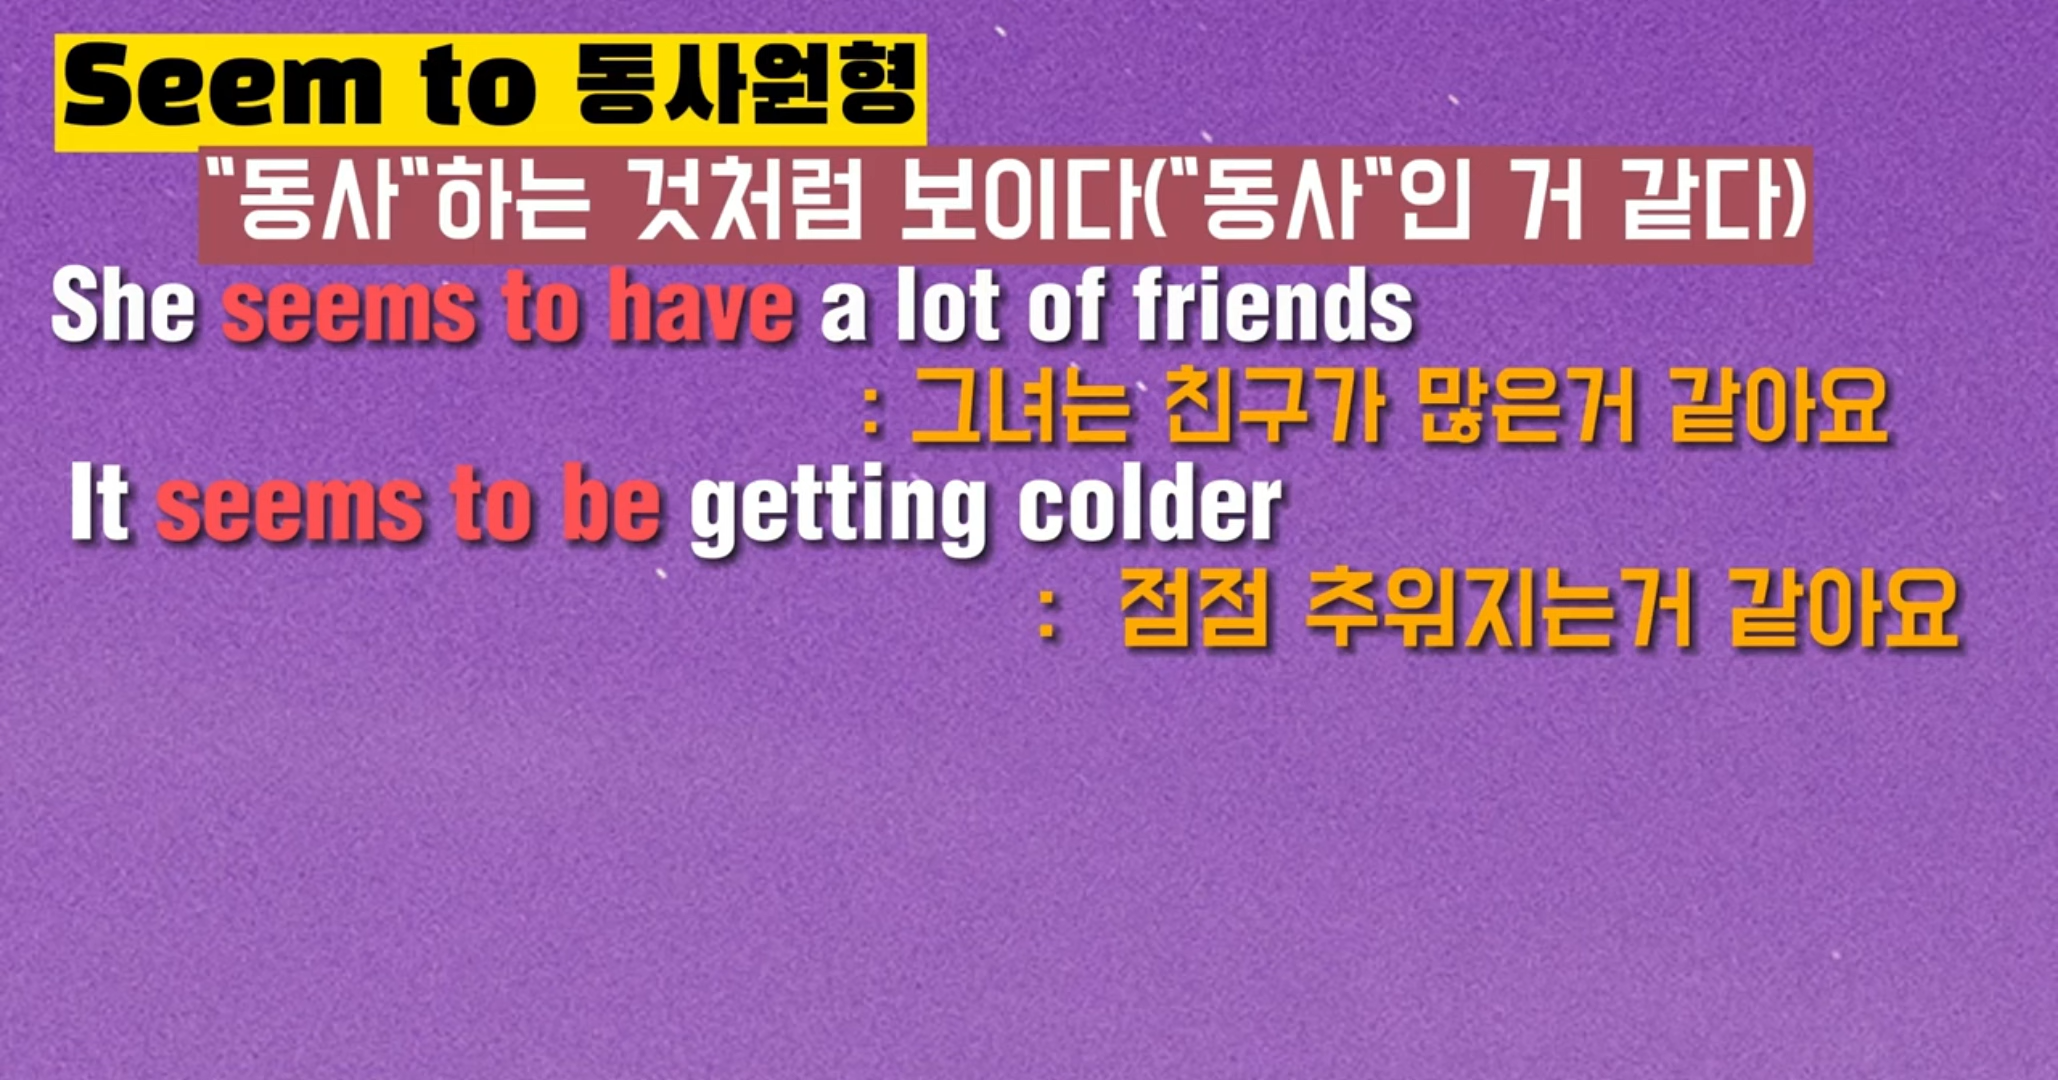 Seem to 동사원형
"동사"하는 것처럼 보이다("동사"인 거 같다)
She seems to have a lot of friends
: 그녀는 친구가 많은거 같아요
It seems to be getting colder
: 점점 추워지는거 같아요